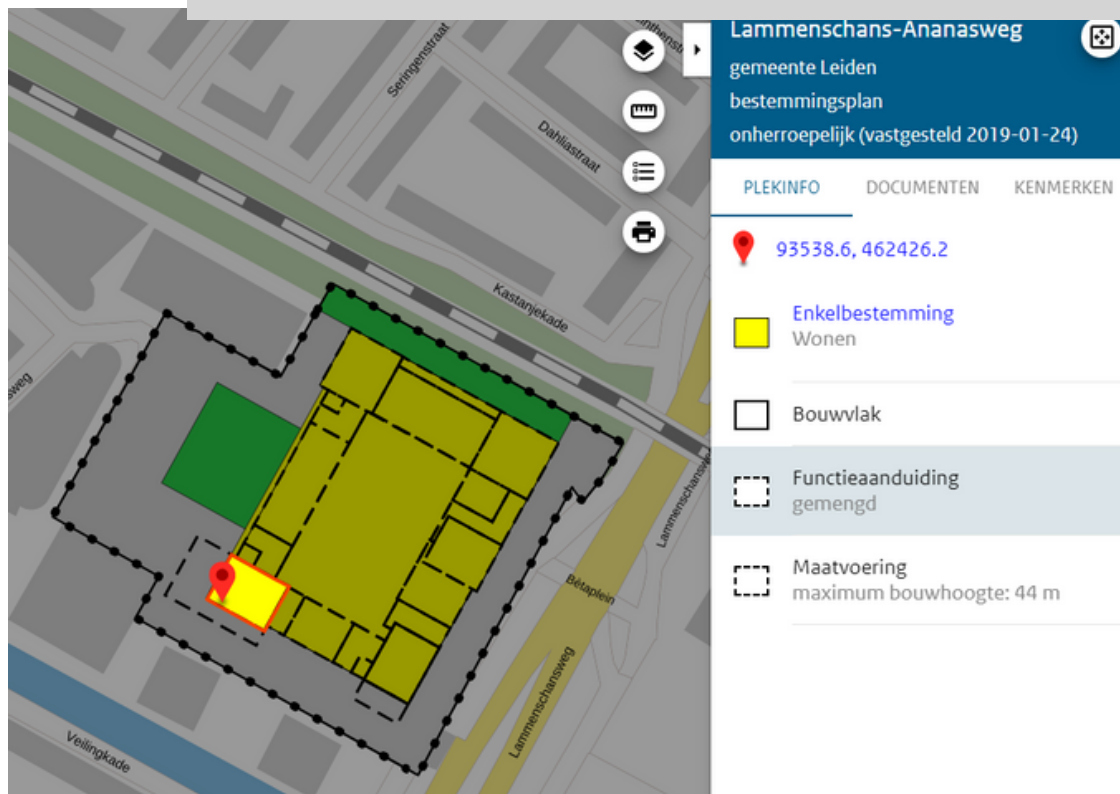 Seringenstraat
Dahliastraat
Kastanjekade
Lammenschansweg
Bètaplein
Lammenschansweg
Veilingkade
Lammenschans-Ananasweg
gemeente Leiden
bestemmingsplan
onherroepelijk (vastgesteld 2019-01-24)
PLEKINFO DOCUMENTEN KENMERKEN
93538.6, 462426.2
Enkelbestemming
Wonen
Bouwvlak
Functieaanduiding
gemengd
Maatvoering
maximum bouwhoogte: 44 m